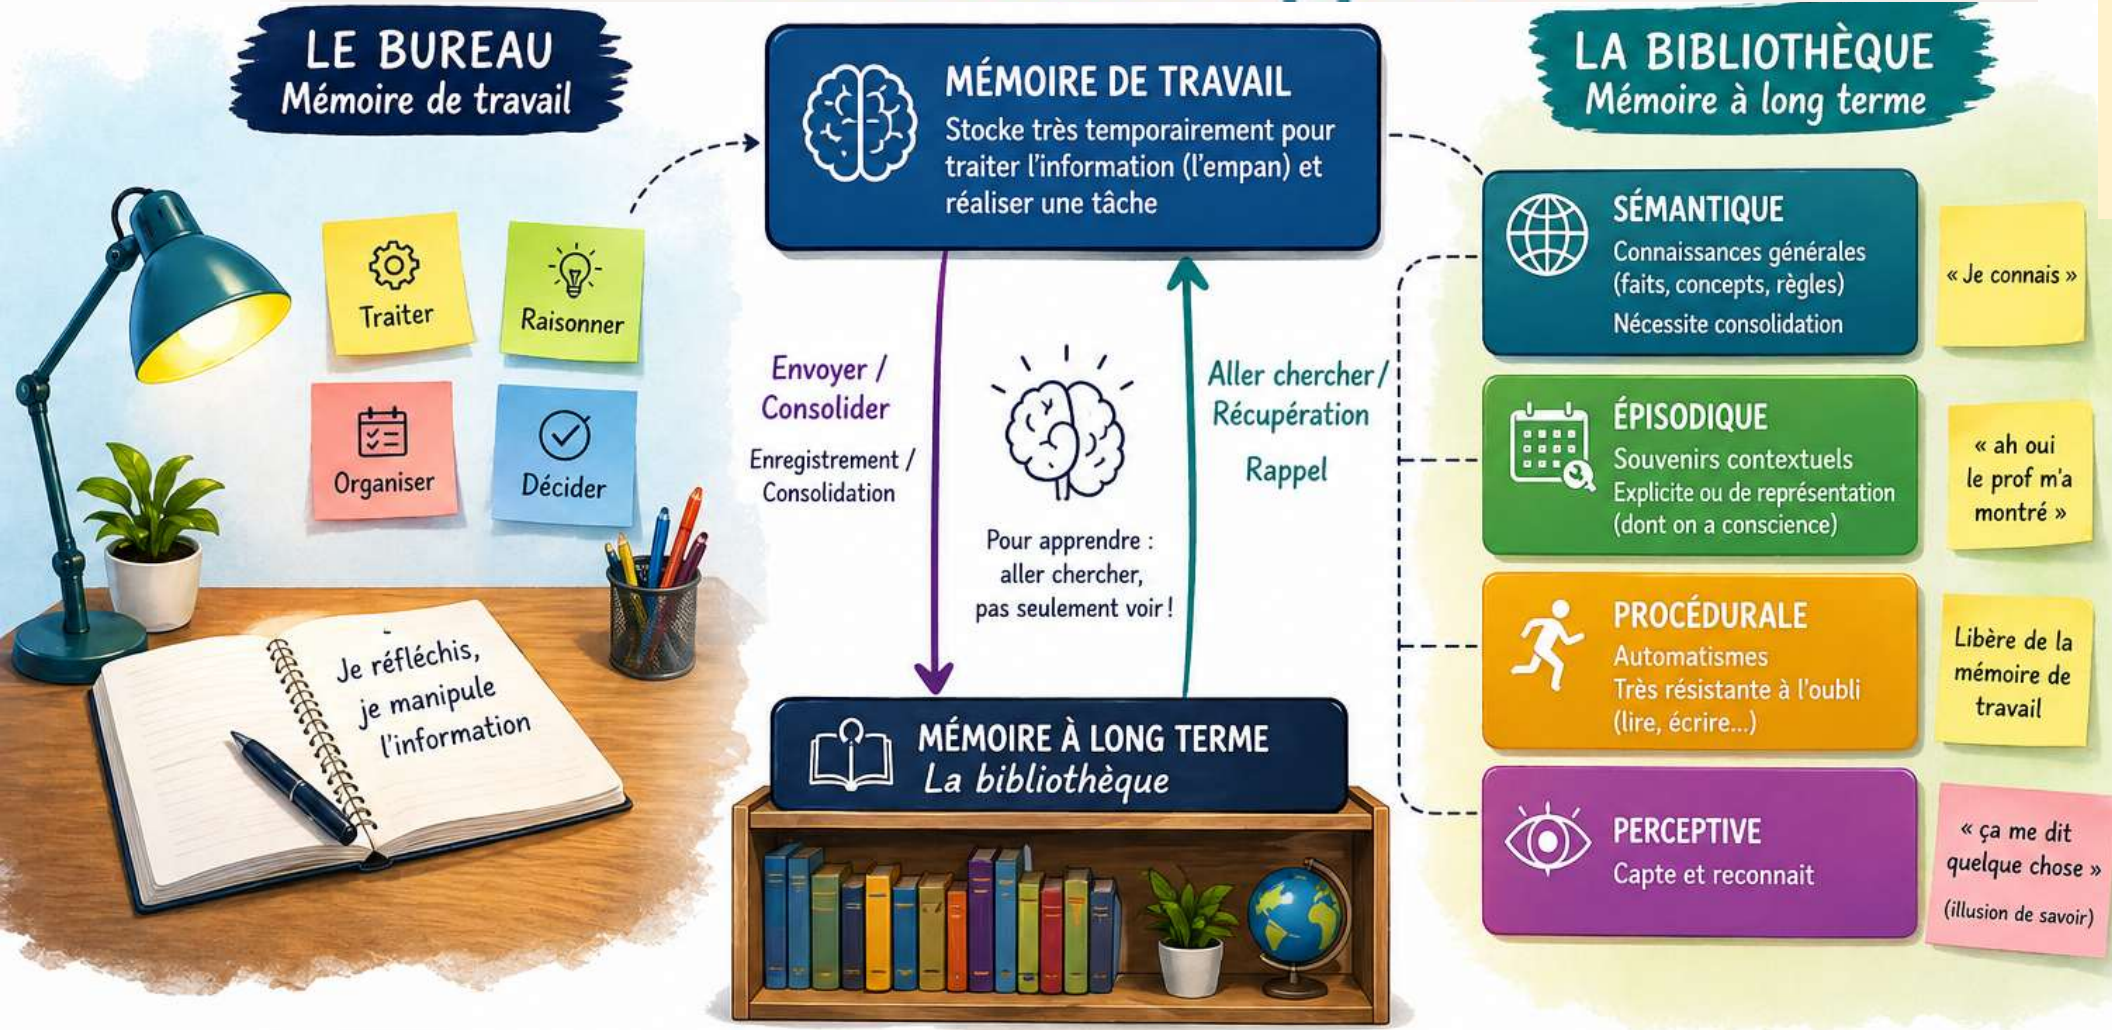 LE BUREAU
Mémoire de travail
Traiter
Raisonner
Organiser
Décider
Je réfléchis,
je manipule
l'information
MÉMOIRE DE TRAVAIL
Stocke très temporairement pour
traiter l'information (l'empan) et
réaliser une tâche
Envoyer /
Consolider
Enregistrement /
Consolidation
Pour apprendre :
aller chercher,
pas seulement voir !
Aller chercher /
Récupération
Rappel
MÉMOIRE À LONG TERME
La bibliothèque
LA BIBLIOTHÈQUE
Mémoire à long terme
SÉMANTIQUE
Connaissances générales
(faits, concepts, règles)
Nécessite consolidation
« Je connais »
ÉPISODIQUE
Souvenirs contextuels
Explicite ou de représentation
(dont on a conscience)
« ah oui
le prof m'a
montré »
PROCÉDURALE
Automatismes
Très résistante à l'oubli
(lire, écrire...)
Libère de la
mémoire de
travail
PERCEPTIVE
Capte et reconnait
« ça me dit
quelque chose »
(illusion de savoir)